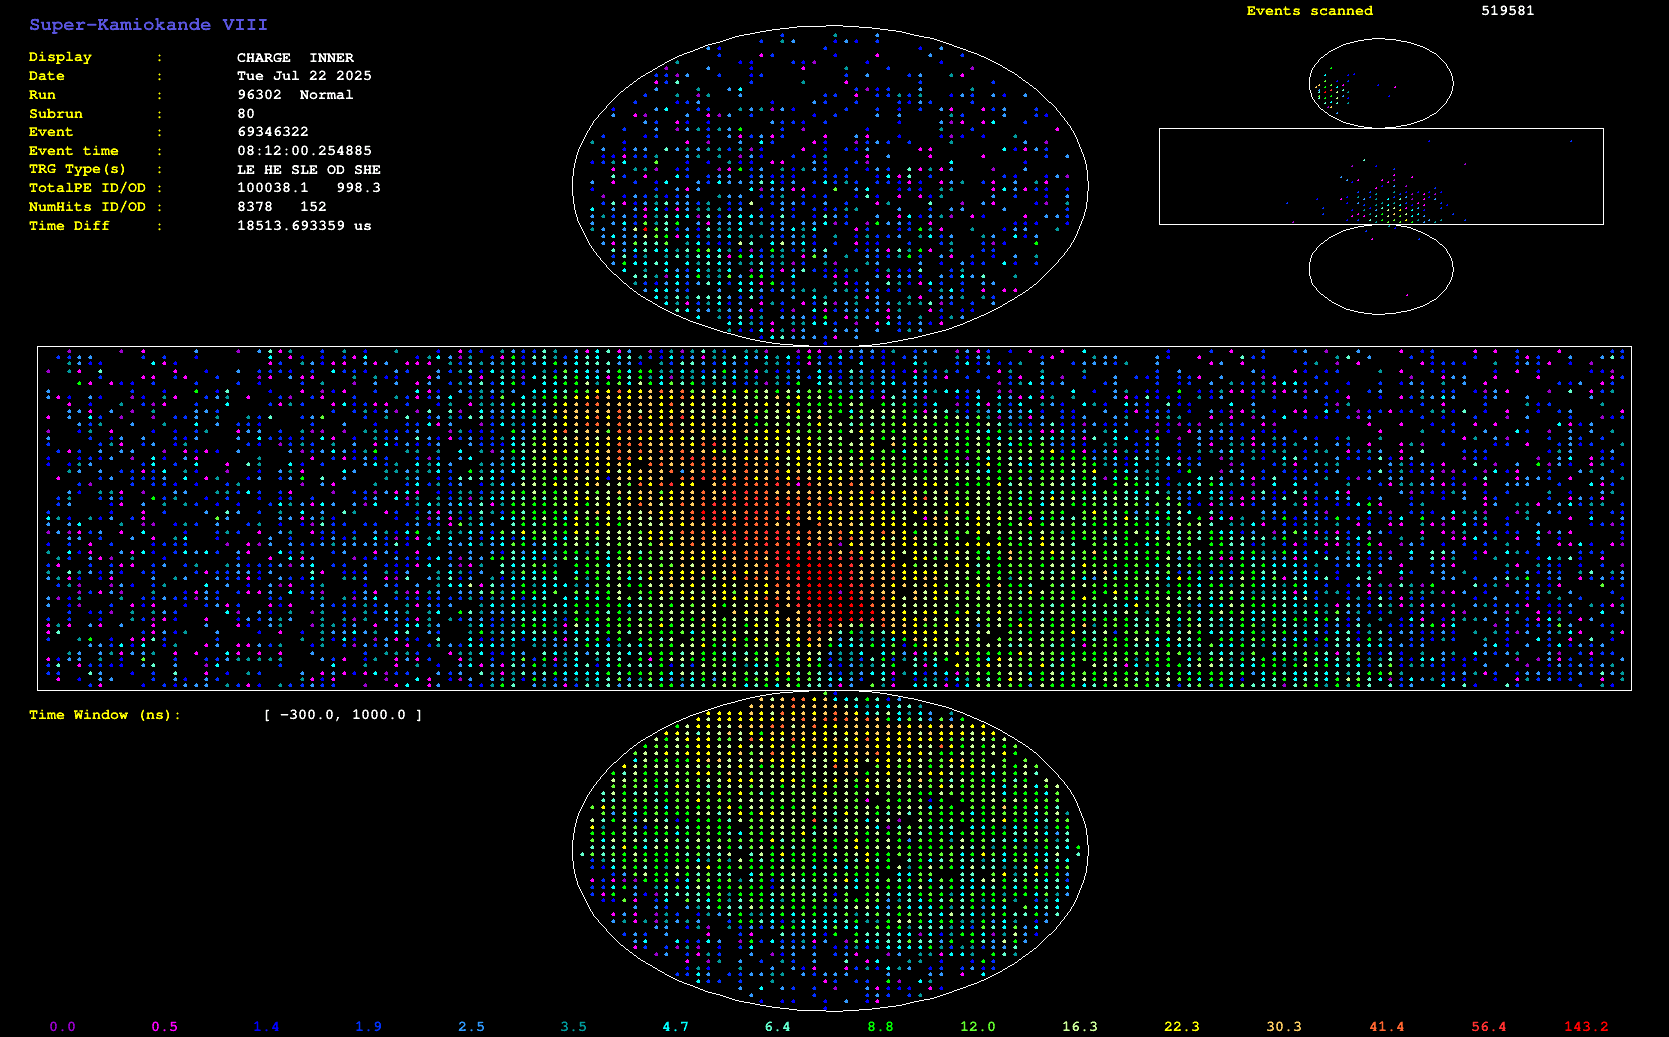 Super-Kamiokande VIII
Events scanned 519581
Display : CHARGE INNER
Date : Tue Jul 22 2025
Run : 96302 Normal
Subrun : 80
Event : 69346322
Event time : 08:12:00.254885
TRG Type(s) : LE HE SLE OD SHE
TotalPE ID/OD : 100038.1 998.3
NumHits ID/OD : 8378 152
Time Diff : 18513.693359 us
Time Window (ns): [ -300.0, 1000.0 ]
0.0 0.5 1.4 1.9 2.5 3.5 4.7 6.4 8.8 12.0 16.3 22.3 30.3 41.4 56.4 143.2